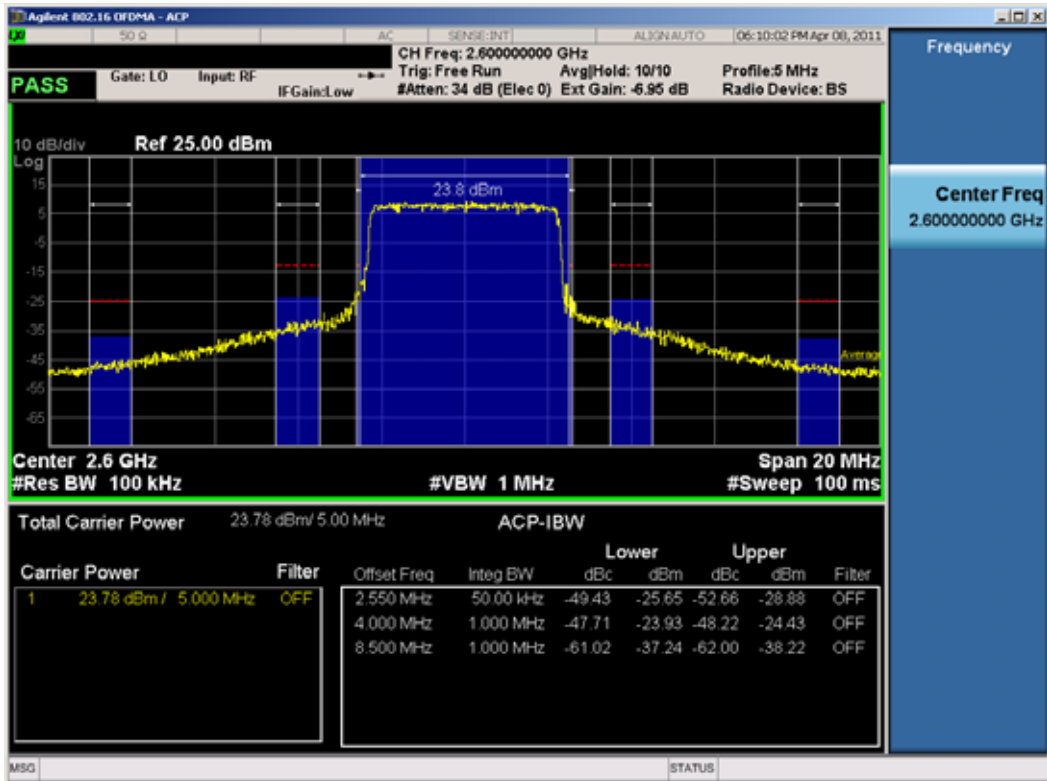 Agilent 802.16 OFDMA - ACP
LXI 50 Ω AC SENSE:INT ALIGN AUTO 06:10:02 PM Apr 08, 2011
CH Freq: 2.600000000 GHz
PASS Gate: LO Input: RF Trig: Free Run Avg|Hold: 10/10 Profile:5 MHz
IFGain:Low #Atten: 34 dB (Elec 0) Ext Gain: -6.95 dB Radio Device: BS
Frequency
Center Freq
2.600000000 GHz
10 dB/div Ref 25.00 dBm
Log
15
5
-5
-15
-25
-35
-45
-55
-65
23.8 dBm
Average
Center 2.6 GHz Span 20 MHz
#Res BW 100 kHz #VBW 1 MHz #Sweep 100 ms
Total Carrier Power 23.78 dBm/ 5.00 MHz ACP-IBW
Lower Upper
Carrier Power Filter Offset Freq Integ BW dBc dBm dBc dBm Filter
1 23.78 dBm / 5.000 MHz OFF 2.550 MHz 50.00 kHz -49.43 -25.65 -52.66 -28.88 OFF
4.000 MHz 1.000 MHz -47.71 -23.93 -48.22 -24.43 OFF
8.500 MHz 1.000 MHz -61.02 -37.24 -62.00 -38.22 OFF
MSG STATUS